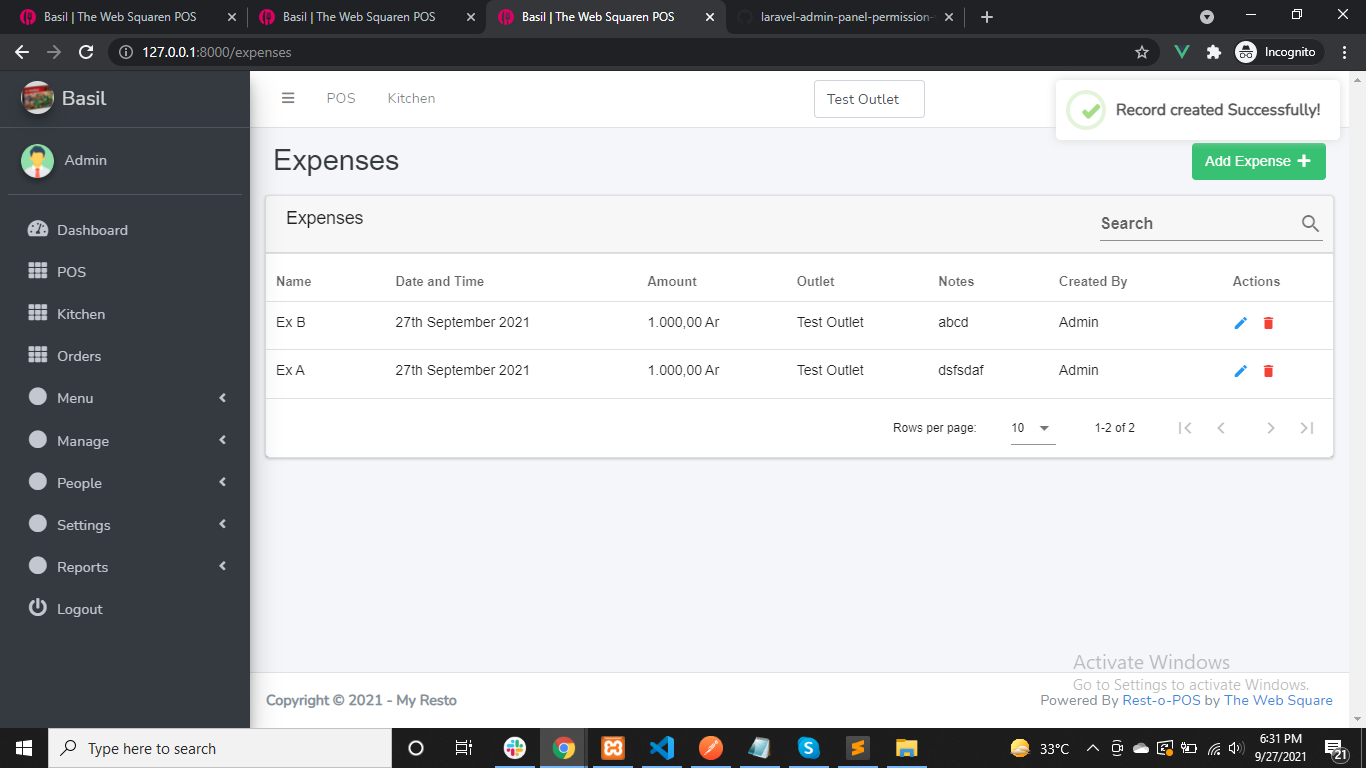 Basil | The Web Squaren POS
Basil | The Web Squaren POS
Basil | The Web Squaren POS
laravel-admin-panel-permission-
127.0.0.1:8000/expenses
Incognito
Basil
POS
Kitchen
Test Outlet
Record created Successfully!
Admin
Expenses
Add Expense
Dashboard
POS
Kitchen
Orders
Menu
Manage
People
Settings
Reports
Logout
Expenses
Search
Name Date and Time Amount Outlet Notes Created By Actions
Ex B 27th September 2021 1.000,00 Ar Test Outlet abcd Admin
Ex A 27th September 2021 1.000,00 Ar Test Outlet dsfsdaf Admin
Rows per page: 10 1-2 of 2
Activate Windows
Go to Settings to activate Windows.
Copyright © 2021 - My Resto
Powered By Rest-o-POS by The Web Square
Type here to search
33°C
6:31 PM
9/27/2021
21